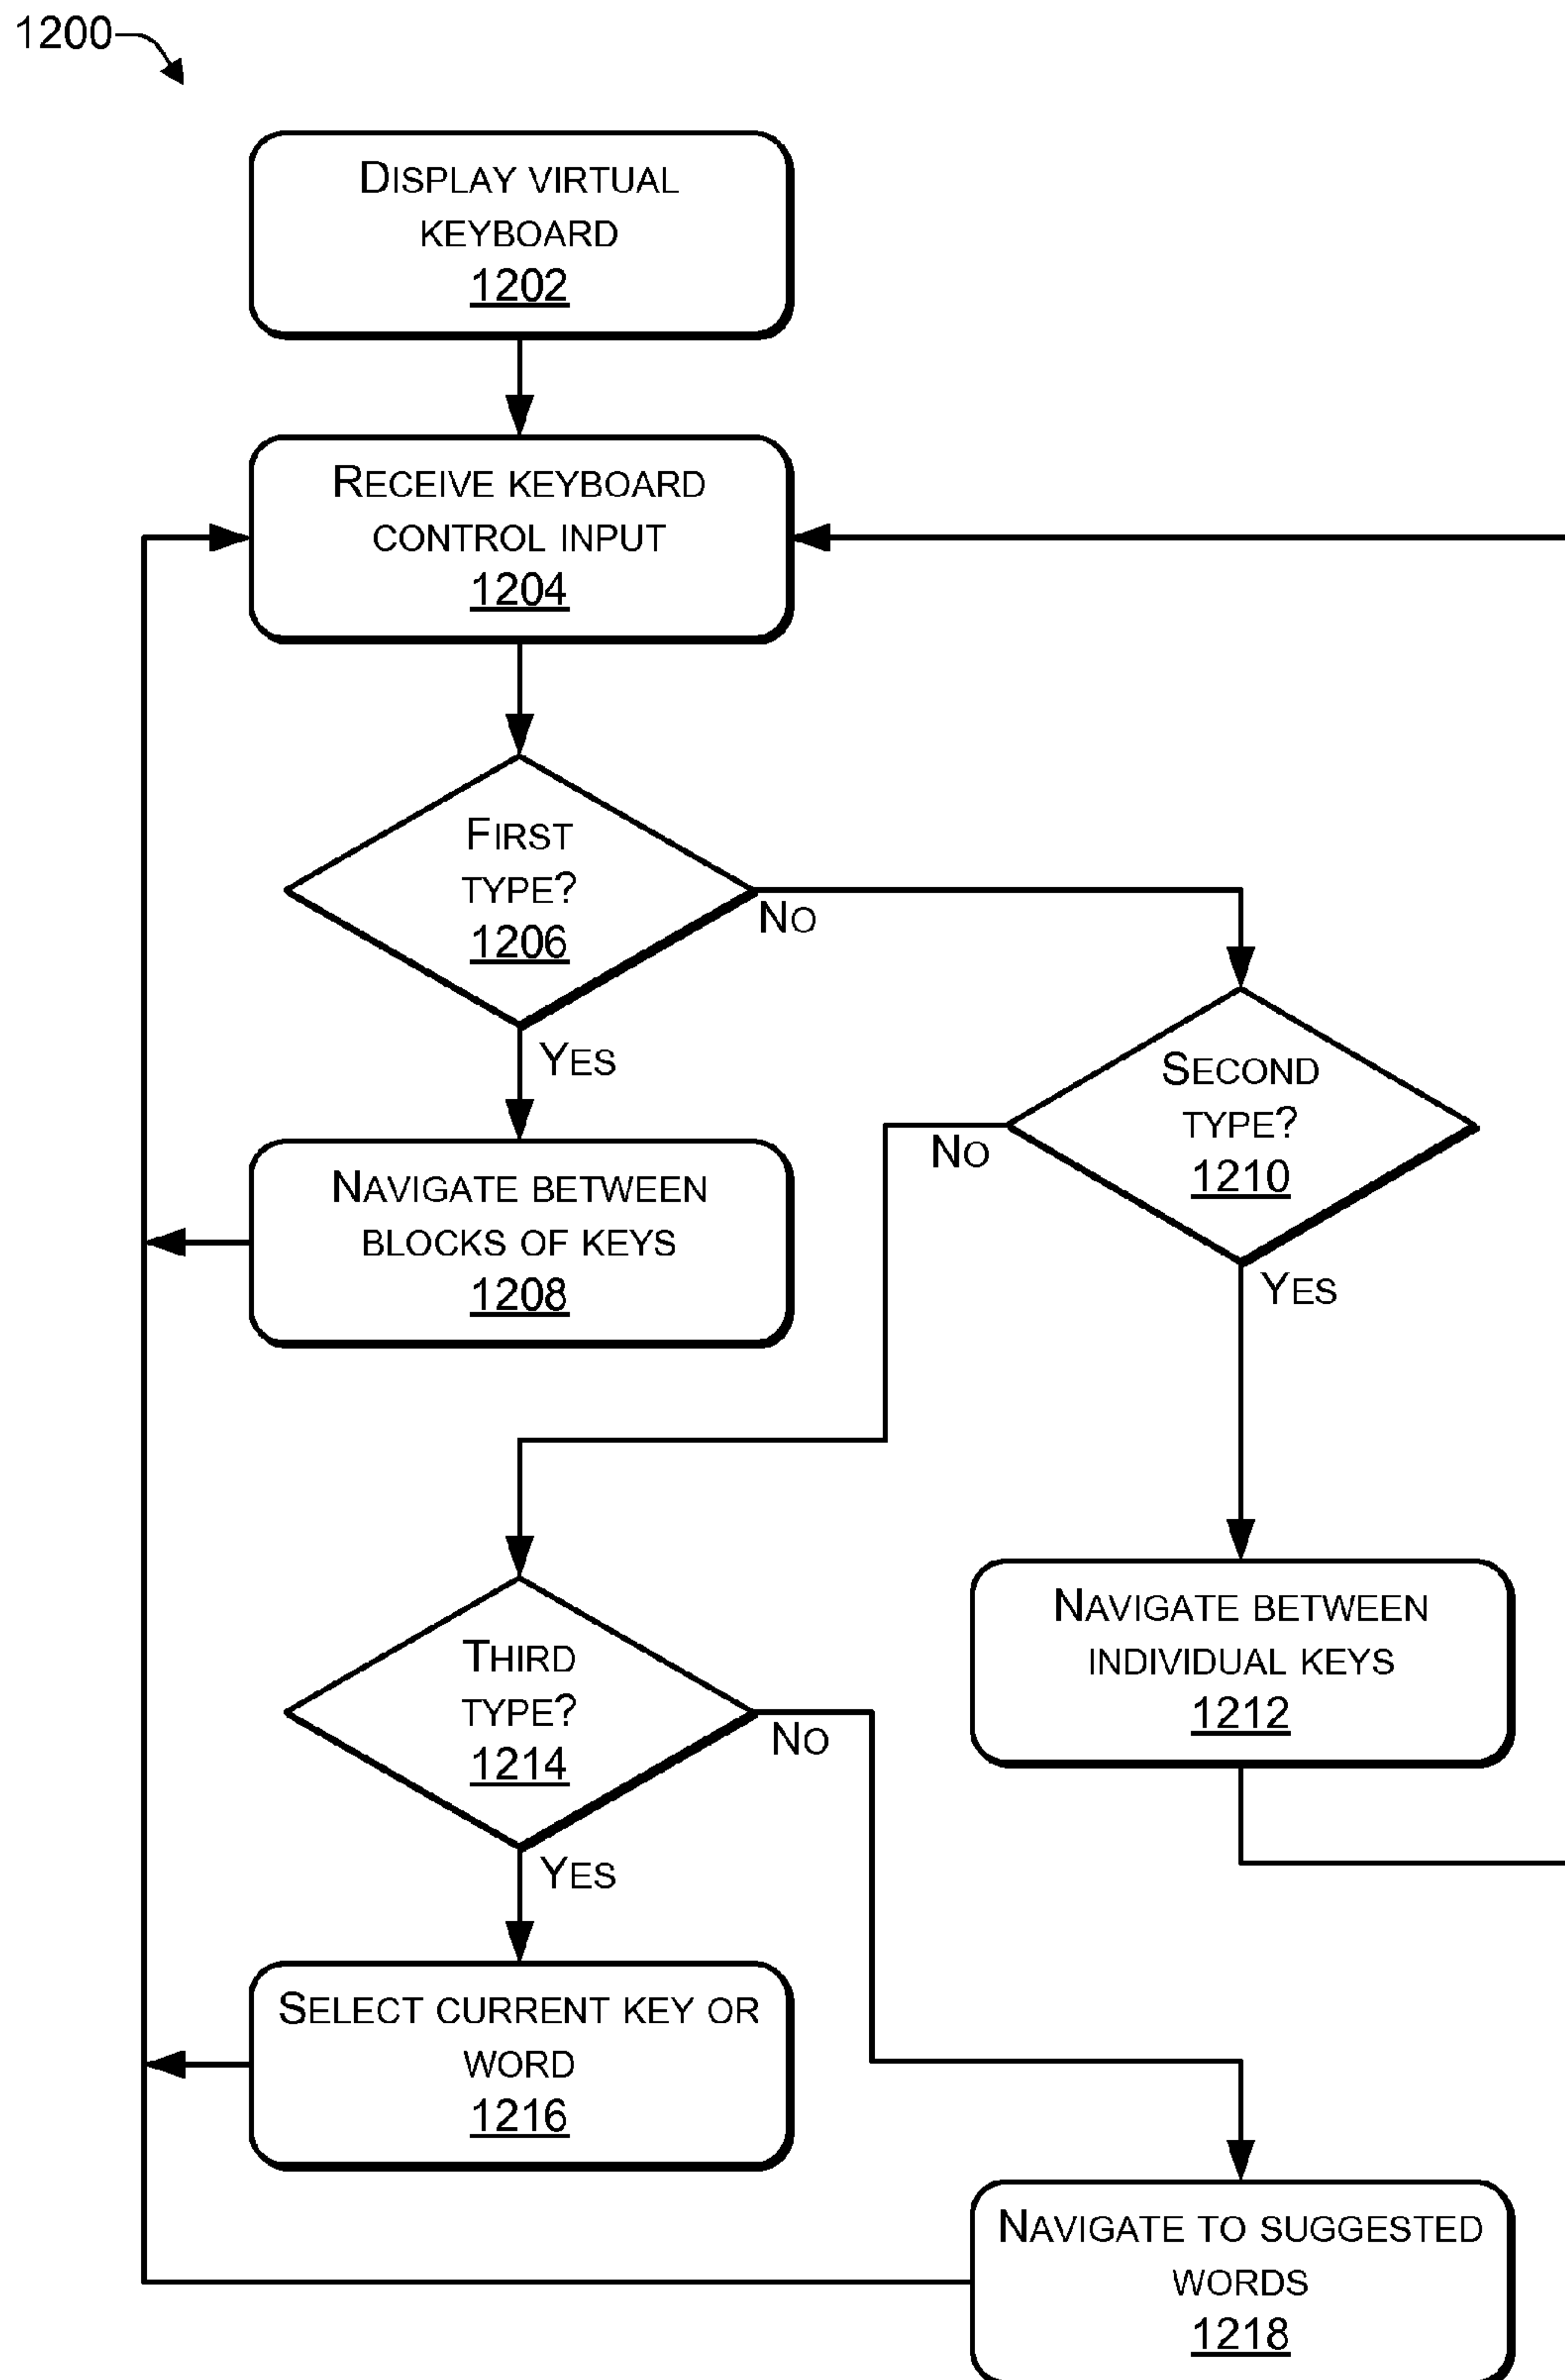 1200
DISPLAY VIRTUAL
KEYBOARD
1202
RECEIVE KEYBOARD
CONTROL INPUT
1204
FIRST
TYPE?
1206
NO
YES
SECOND
TYPE?
1210
NO
YES
NAVIGATE BETWEEN
BLOCKS OF KEYS
1208
NAVIGATE BETWEEN
INDIVIDUAL KEYS
1212
THIRD
TYPE?
1214
NO
YES
SELECT CURRENT KEY OR
WORD
1216
NAVIGATE TO SUGGESTED
WORDS
1218